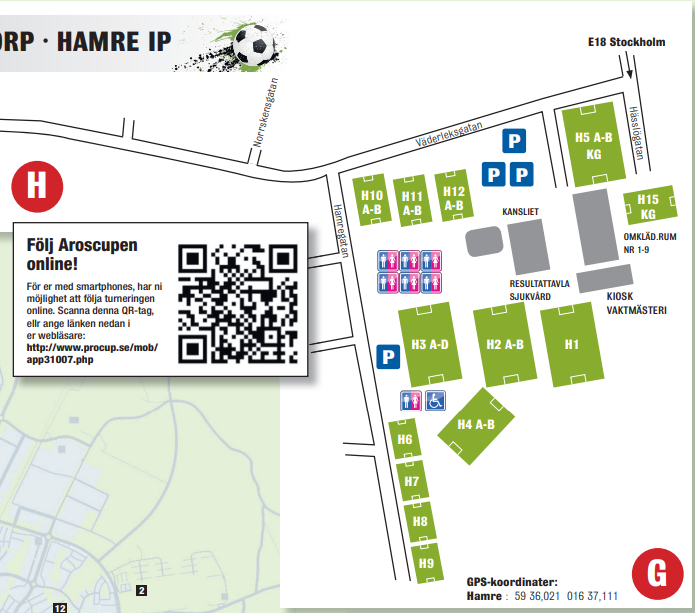 ORP · HAMRE IP
E18 Stockholm
Norrskensgatan
Väderleksgatan
Hässlögatan
Hamregatan
H
P
P P
H5 A-B
KG
H10
A-B
H11
A-B
H12
A-B
H15
KG
KANSLIET
OMKLÄD.RUM
NR 1-9
RESULTATTAVLA
SJUKVÅRD
KIOSK
VAKTMÄSTERI
Följ Aroscupen
online!
För er med smartphones, har ni
möjlighet att följa turneringen
online. Scanna denna QR-tag,
ellr ange länken nedan i
er webläsare:
http://www.procup.se/mob/
app31007.php
P
H3 A-D
H2 A-B
H1
H4 A-B
H6
H7
H8
H9
2
12
GPS-koordinater:
Hamre : 59 36,021 016 37,111
G